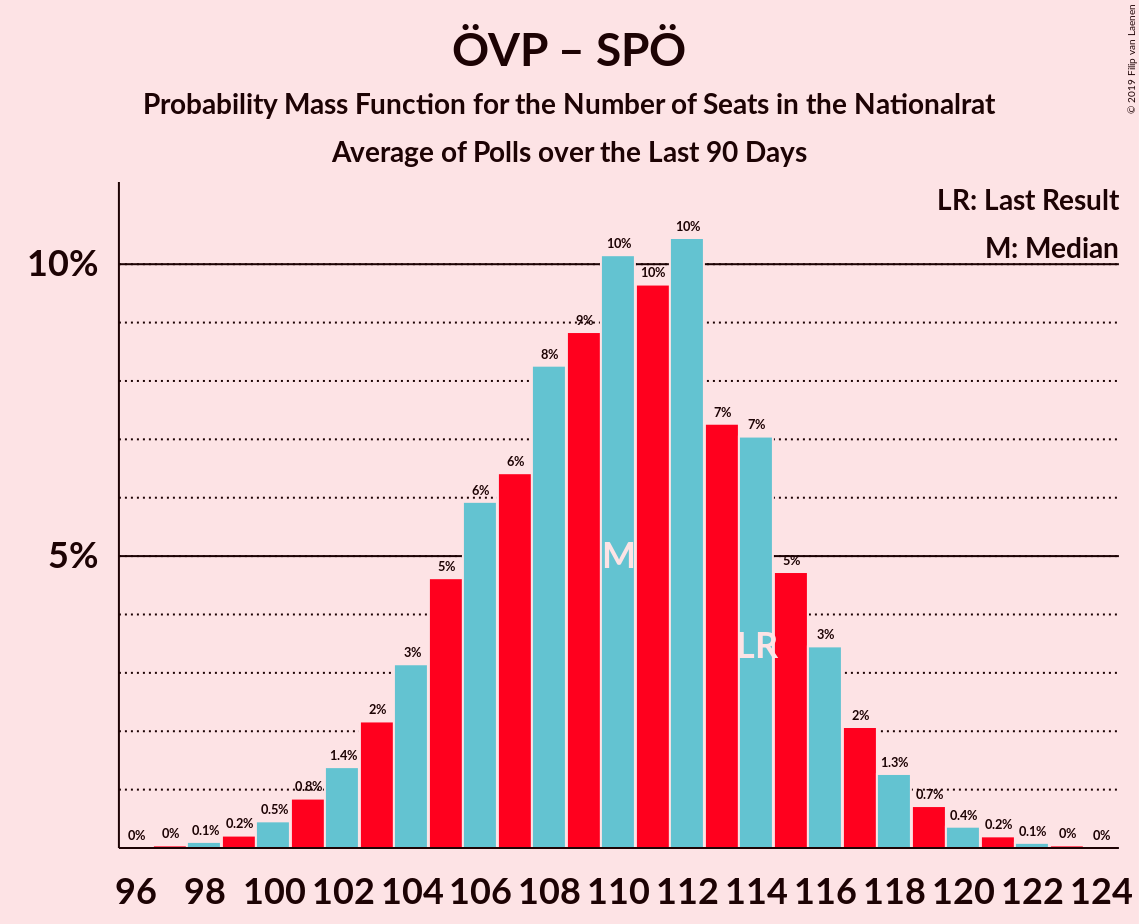 ÖVP – SPÖ
Probability Mass Function for the Number of Seats in the Nationalrat
Average of Polls over the Last 90 Days
© 2019 Filip van Laenen
LR: Last Result
M: Median
10%
5%
0% 0% 0.1% 0.2% 0.5% 0.8% 1.4% 2% 3% 5% 6% 6% 8% 9% 10% 10% 10% 7% 7% 5% 3% 2% 1.3% 0.7% 0.4% 0.2% 0.1% 0% 0%
M
LR
96 98 100 102 104 106 108 110 112 114 116 118 120 122 124